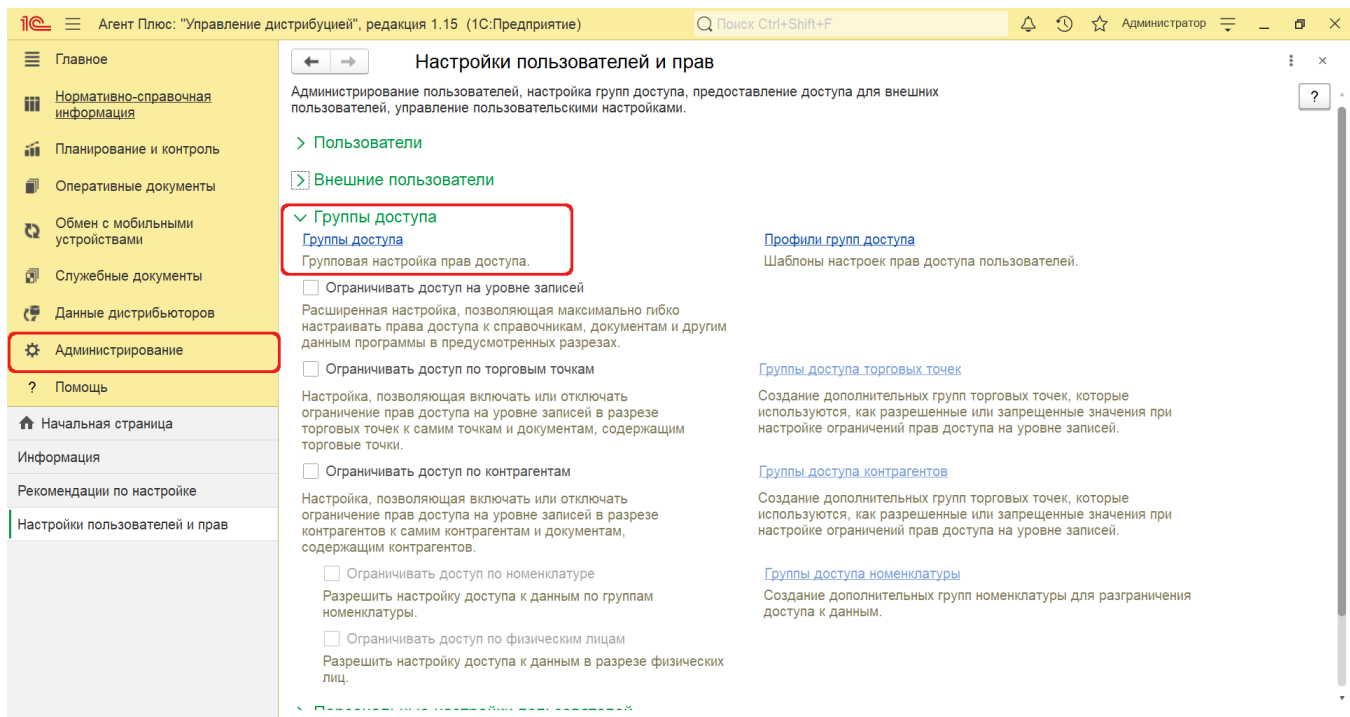 Агент Плюс: "Управление дистрибуцией", редакция 1.15 (1С:Предприятие)
Поиск Ctrl+Shift+F
Администратор
Главное
Нормативно-справочная
информация
Планирование и контроль
Оперативные документы
Обмен с мобильными
устройствами
Служебные документы
Данные дистрибьюторов
Администрирование
? Помощь
Начальная страница
Информация
Рекомендации по настройке
Настройки пользователей и прав
Настройки пользователей и прав
Администрирование пользователей, настройка групп доступа, предоставление доступа для внешних
пользователей, управление пользовательскими настройками.
?
Пользователи
Внешние пользователи
Группы доступа
Группы доступа
Групповая настройка прав доступа.
Профили групп доступа
Шаблоны настроек прав доступа пользователей.
Ограничивать доступ на уровне записей
Расширенная настройка, позволяющая максимально гибко
настраивать права доступа к справочникам, документам и другим
данным программы в предусмотренных разрезах.
Ограничивать доступ по торговым точкам
Настройка, позволяющая включать или отключать
ограничение прав доступа на уровне записей в разрезе
торговых точек к самим точкам и документам, содержащим
торговые точки.
Группы доступа торговых точек
Создание дополнительных групп торговых точек, которые
используются, как разрешенные или запрещенные значения при
настройке ограничений прав доступа на уровне записей.
Ограничивать доступ по контрагентам
Настройка, позволяющая включать или отключать
ограничение прав доступа на уровне записей в разрезе
контрагентов к самим контрагентам и документам,
содержащим контрагентов.
Группы доступа контрагентов
Создание дополнительных групп торговых точек, которые
используются, как разрешенные или запрещенные значения при
настройке ограничений прав доступа на уровне записей.
Ограничивать доступ по номенклатуре
Разрешить настройку доступа к данным по группам
номенклатуры.
Группы доступа номенклатуры
Создание дополнительных групп номенклатуры для разграничения
доступа к данным.
Ограничивать доступ по физическим лицам
Разрешить настройку доступа к данным в разрезе физических
лиц.
Персональные настройки пользователей